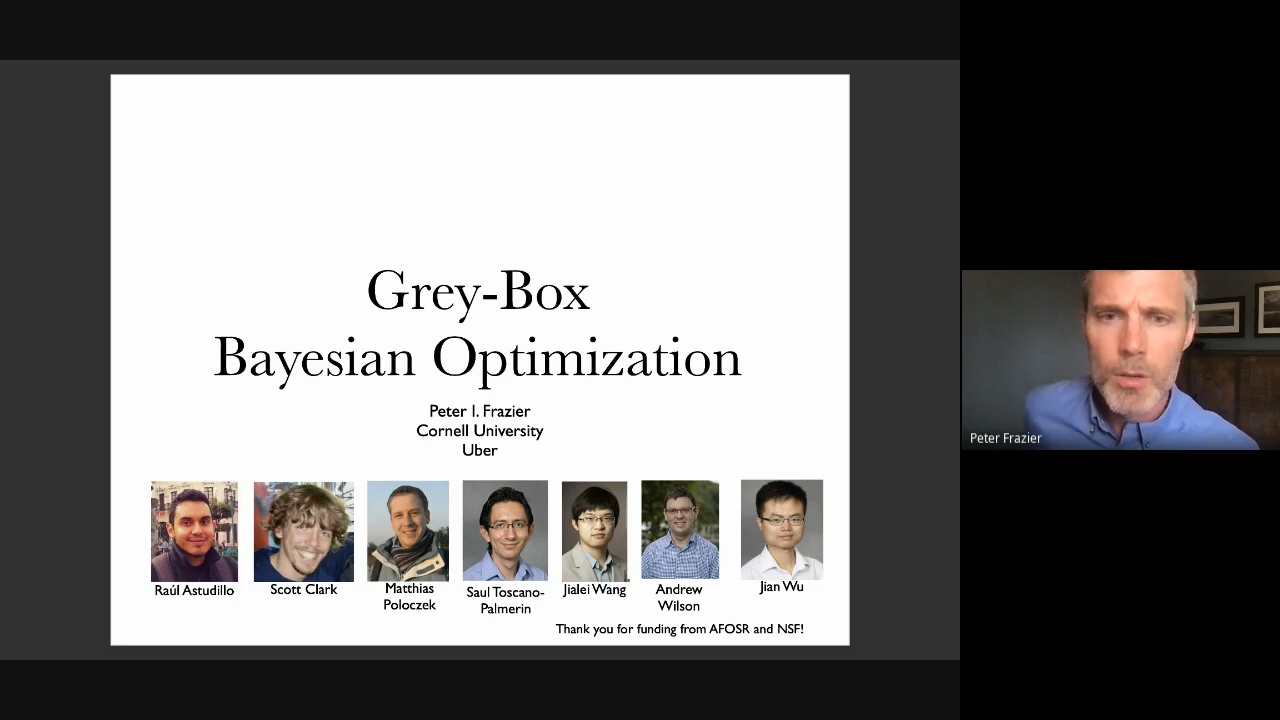 Grey-Box
Bayesian Optimization
Peter I. Frazier
Cornell University
Uber
Raúl Astudillo
Scott Clark
Matthias
Poloczek
Saul Toscano-
Palmerin
Jialei Wang
Andrew
Wilson
Jian Wu
Thank you for funding from AFOSR and NSF!
Peter Frazier